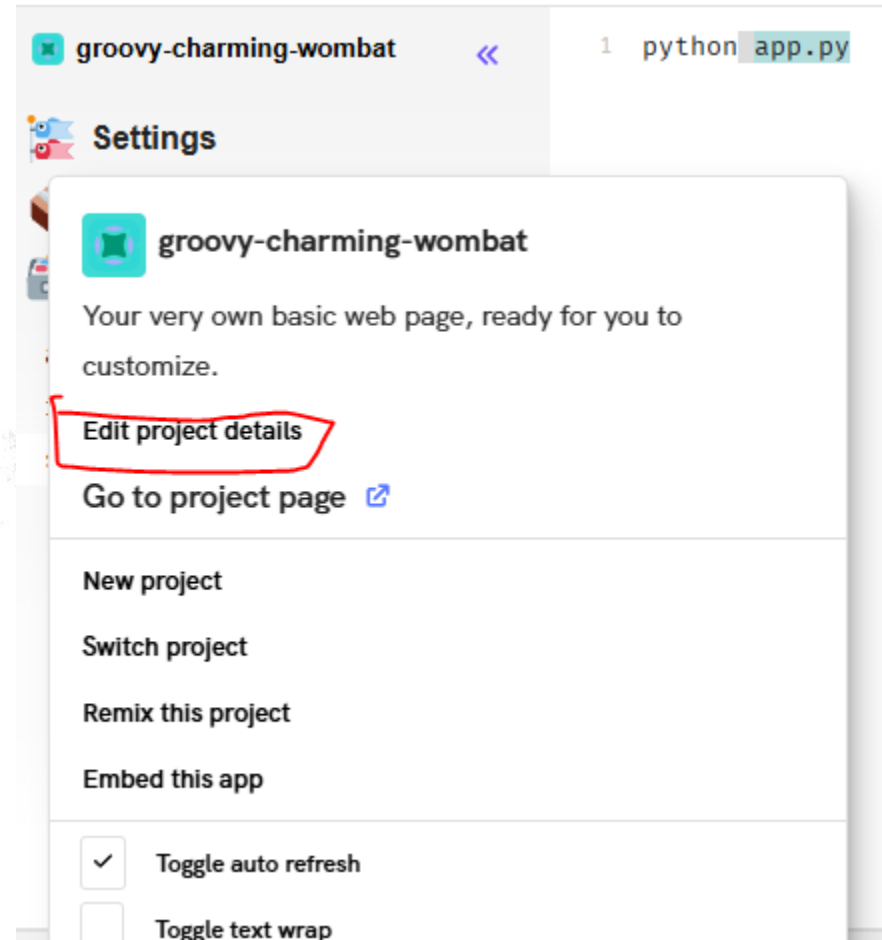 groovy-charming-wombat
1 python app.py
Settings
groovy-charming-wombat
Your very own basic web page, ready for you to
customize.
Edit project details
Go to project page
New project
Switch project
Remix this project
Embed this app
Toggle auto refresh
Toggle text wrap